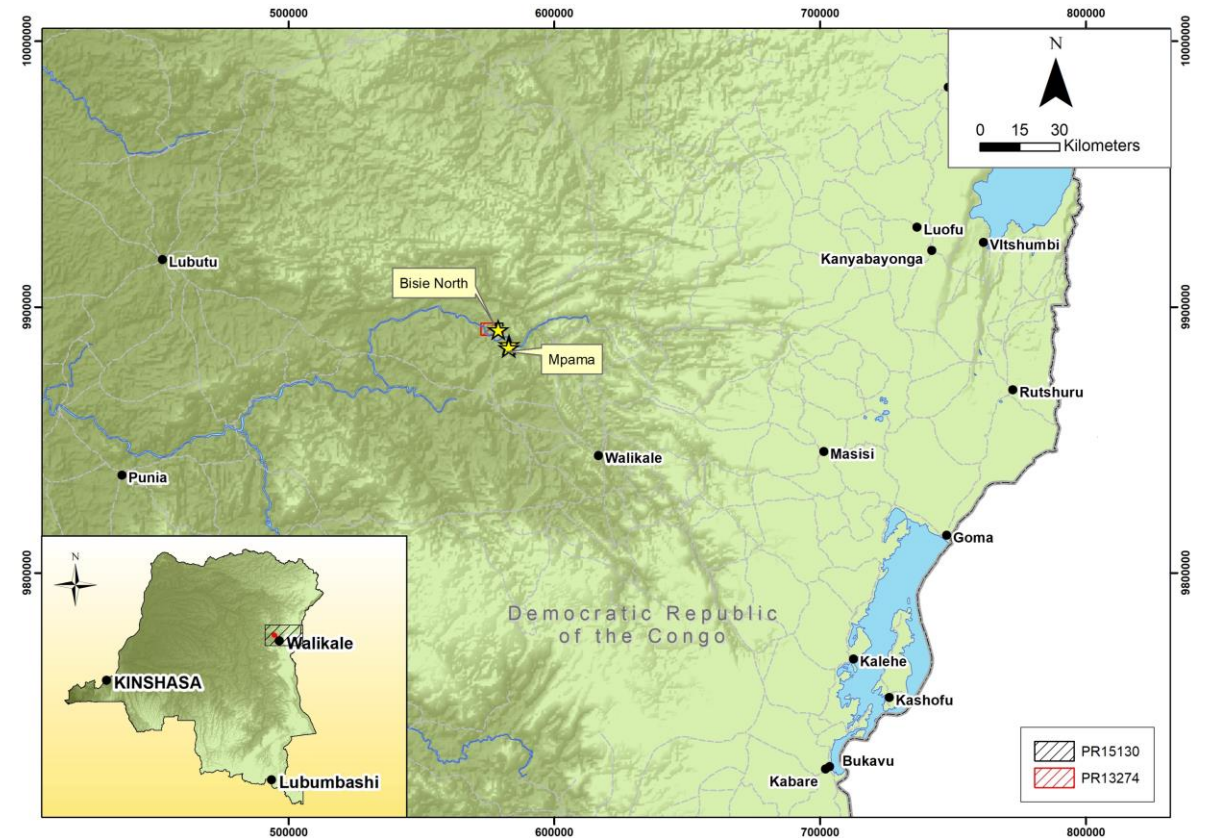 500000
600000
700000
800000
10000000
10000000
N
0 15 30
Kilometers
Luofu
Vltshumbi
Kanyabayonga
Lubutu
Bisie North
9900000
9900000
Mpama
Rutshuru
Masisi
Walikale
Punia
Goma
9800000
9800000
Democratic Republic
of the Congo
N
Walikale
Kalehe
KINSHASA
Kashofu
PR15130
Bukavu
Kabare
PR13274
Lubumbashi
500000
600000
700000
800000